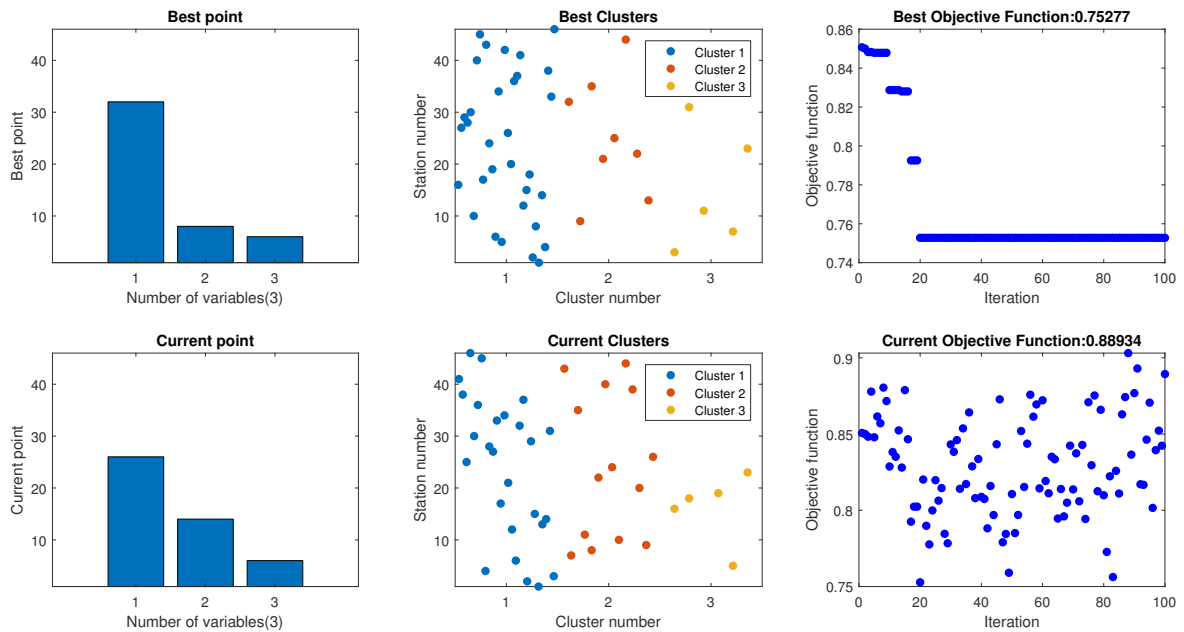 Best point
Best point
40
30
20
10
1 2 3
Number of variables(3)
Best Clusters
Station number
40
30
20
10
1 2 3
Cluster number
Cluster 1
Cluster 2
Cluster 3
Best Objective Function:0.75277
Objective function
0.86
0.84
0.82
0.8
0.78
0.76
0.74
0 20 40 60 80 100
Iteration
Current point
Current point
40
30
20
10
1 2 3
Number of variables(3)
Current Clusters
Station number
40
30
20
10
1 2 3
Cluster number
Cluster 1
Cluster 2
Cluster 3
Current Objective Function:0.88934
Objective function
0.9
0.85
0.8
0.75
0 20 40 60 80 100
Iteration